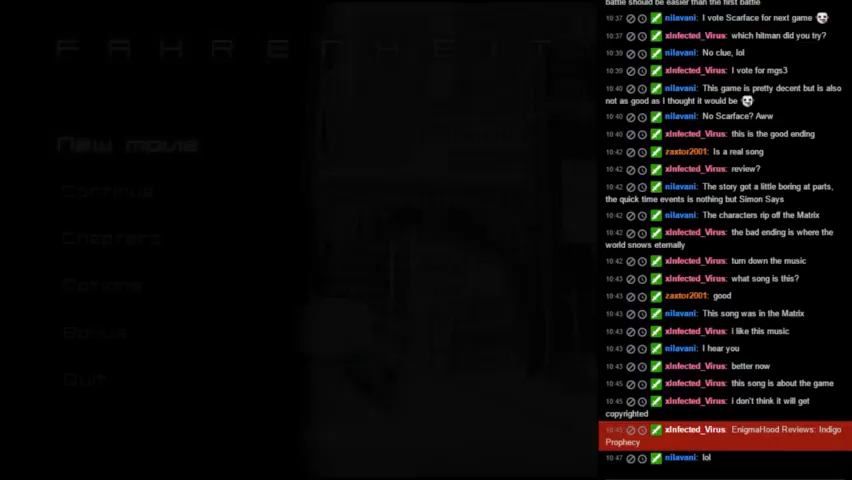 FAHRENHEIT
New movie
Continue
Chapters
Options
Bonus
Quit
battle should be easier than the first battle
10:37 nilavani: I vote Scarface for next game
10:37 xInfected_Virus: which hitman did you try?
10:39 nilavani: No clue, lol
10:39 xInfected_Virus: I vote for mgs3
10:40 nilavani: This game is pretty decent but is also
not as good as I thought it would be
10:40 nilavani: No Scarface? Aww
10:40 xInfected_Virus: this is the good ending
10:42 zaxtor2001: Is a real song
10:42 xInfected_Virus: review?
10:42 nilavani: The story got a little boring at parts,
the quick time events is nothing but Simon Says
10:42 nilavani: The characters rip off the Matrix
10:42 xInfected_Virus: the bad ending is where the
world snows eternally
10:42 xInfected_Virus: turn down the music
10:43 xInfected_Virus: what song is this?
10:43 zaxtor2001: good
10:43 nilavani: This song was in the Matrix
10:43 xInfected_Virus: i like this music
10:43 nilavani: I hear you
10:43 xInfected_Virus: better now
10:45 xInfected_Virus: this song is about the game
10:45 xInfected_Virus: i don't think it will get
copyrighted
xInfected_Virus: EnigmaHood Reviews: Indigo
Prophecy
10:47 nilavani: lol